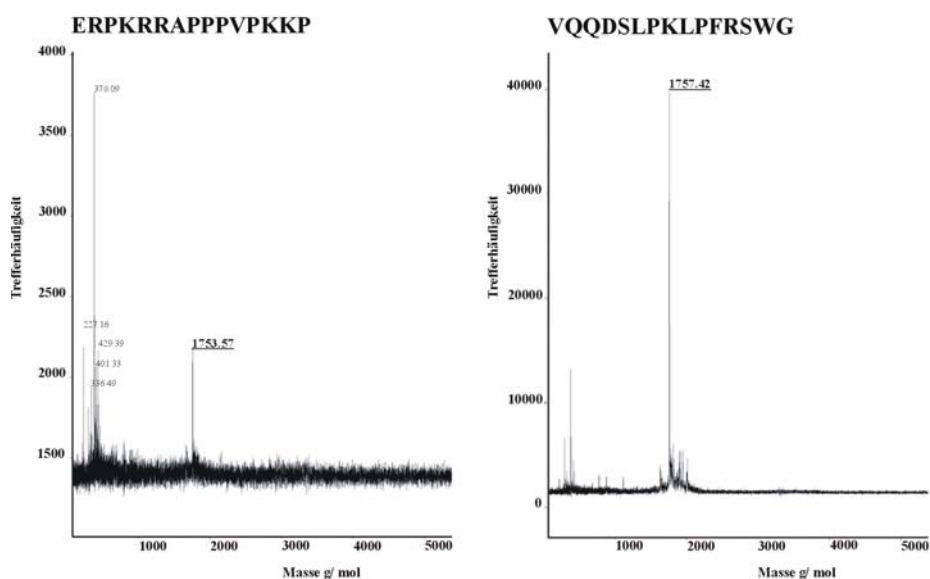 ERPKRRAPPPVPKKP
4000
378 09
3500
3000
2500
227 16
429 39
1753.57
401 33
336 49
2000
1500
Trefferhäufigkeit
1000 2000 3000 4000 5000
Masse g/ mol
VQQDSLPKLPFRSWG
40000
1757.42
30000
20000
10000
0
Trefferhäufigkeit
1000 2000 3000 4000 5000
Masse g/ mol